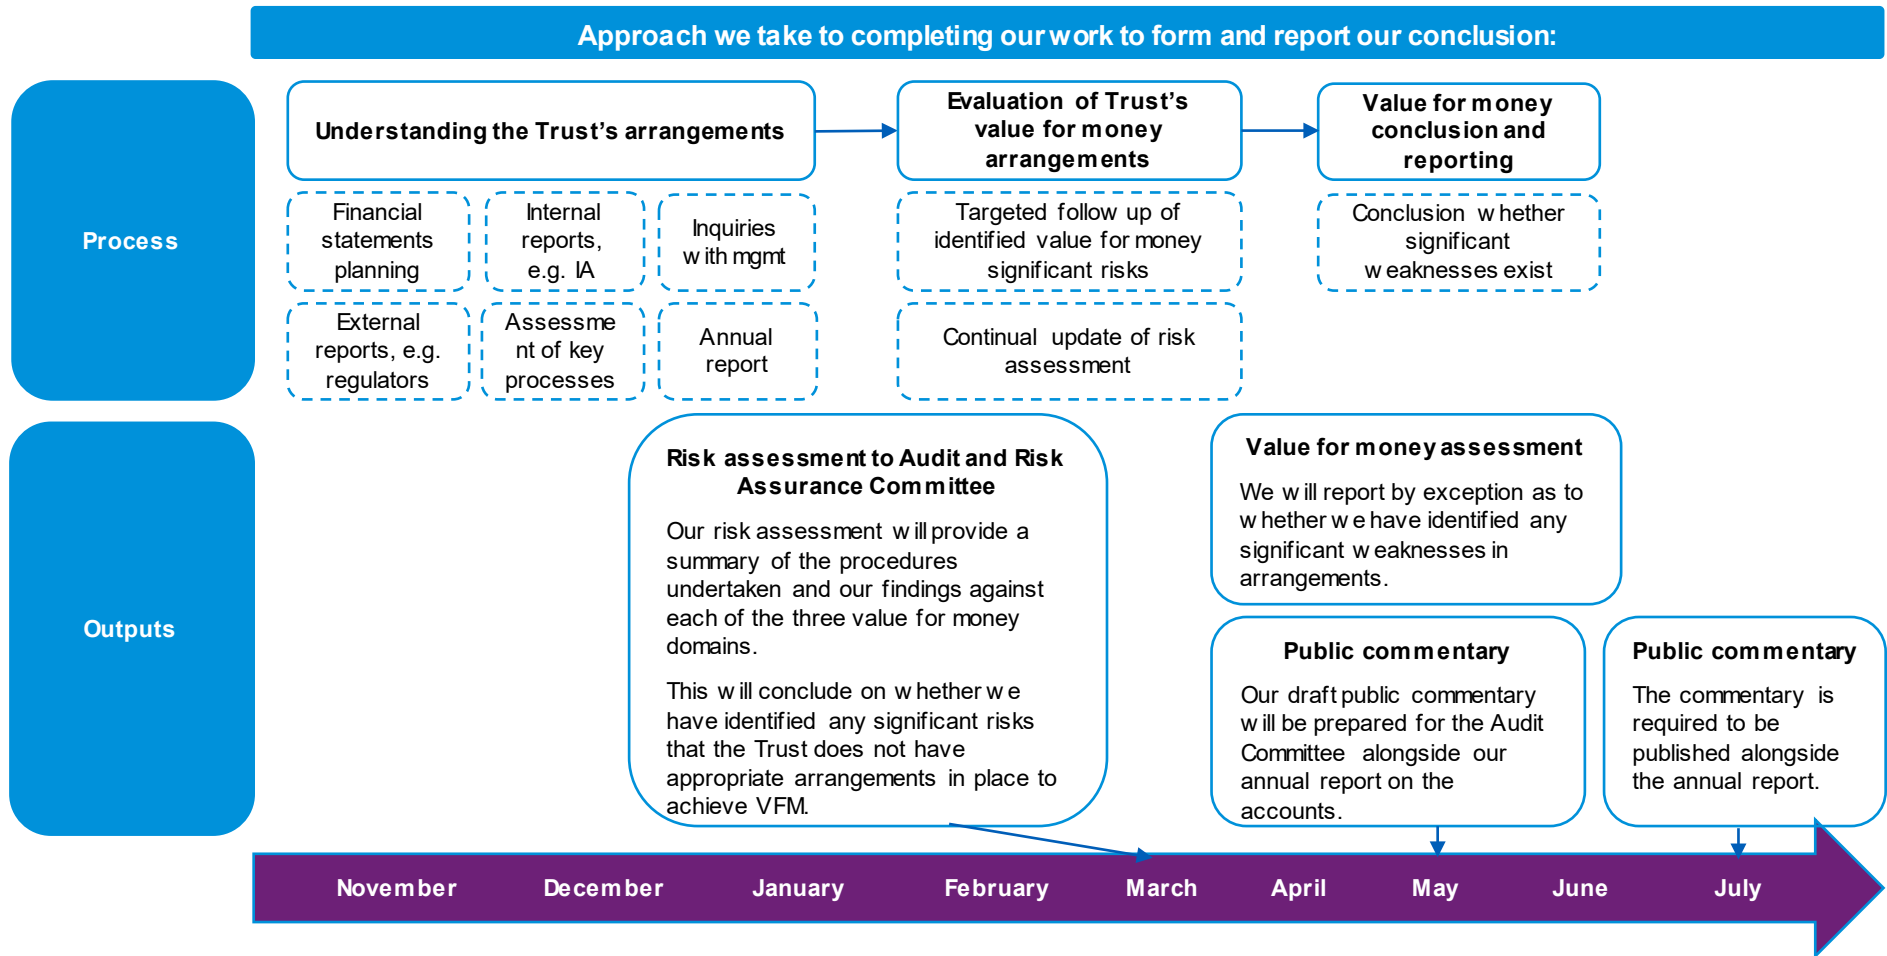 Approach we take to completing our work to form and report our conclusion:
Process
Understanding the Trust's arrangements
Evaluation of Trust's
value for money
arrangements
Value for money
conclusion and
reporting
Financial
statements
planning
Internal
reports,
e.g. IA
Inquiries
with mgmt
External
reports, e.g.
regulators
Assessme
nt of key
processes
Annual
report
Targeted follow up of
identified value for money
significant risks
Continual update of risk
assessment
Conclusion whether
significant
weaknesses exist
Outputs
Risk assessment to Audit and Risk
Assurance Committee
Our risk assessment will provide a
summary of the procedures
undertaken and our findings against
each of the three value for money
domains.
This will conclude on whether we
have identified any significant risks
that the Trust does not have
appropriate arrangements in place to
achieve VFM.
Value for money assessment
We will report by exception as to
whether we have identified any
significant weaknesses in
arrangements.
Public commentary
Our draft public commentary
will be prepared for the Audit
Committee alongside our
annual report on the
accounts.
Public commentary
The commentary is
required to be
published alongside
the annual report.
November December January February March April May June July